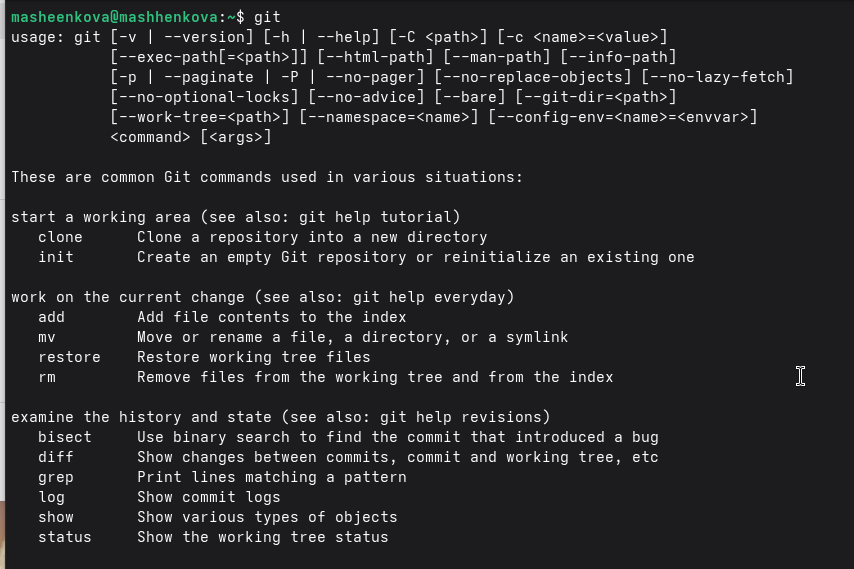 masheenkova@mashhenkova:~$ git
usage: git [-v | --version] [-h | --help] [-C <path>] [-c <name>=<value>]
           [--exec-path[=<path>]] [--html-path] [--man-path] [--info-path]
           [-p | --paginate | -P | --no-pager] [--no-replace-objects] [--no-lazy-fetch]
           [--no-optional-locks] [--no-advice] [--bare] [--git-dir=<path>]
           [--work-tree=<path>] [--namespace=<name>] [--config-env=<name>=<envvar>]
           <command> [<args>]

These are common Git commands used in various situations:

start a working area (see also: git help tutorial)
   clone      Clone a repository into a new directory
   init       Create an empty Git repository or reinitialize an existing one

work on the current change (see also: git help everyday)
   add        Add file contents to the index
   mv         Move or rename a file, a directory, or a symlink
   restore    Restore working tree files
   rm         Remove files from the working tree and from the index

examine the history and state (see also: git help revisions)
   bisect     Use binary search to find the commit that introduced a bug
   diff       Show changes between commits, commit and working tree, etc
   grep       Print lines matching a pattern
   log        Show commit logs
   show       Show various types of objects
   status     Show the working tree status